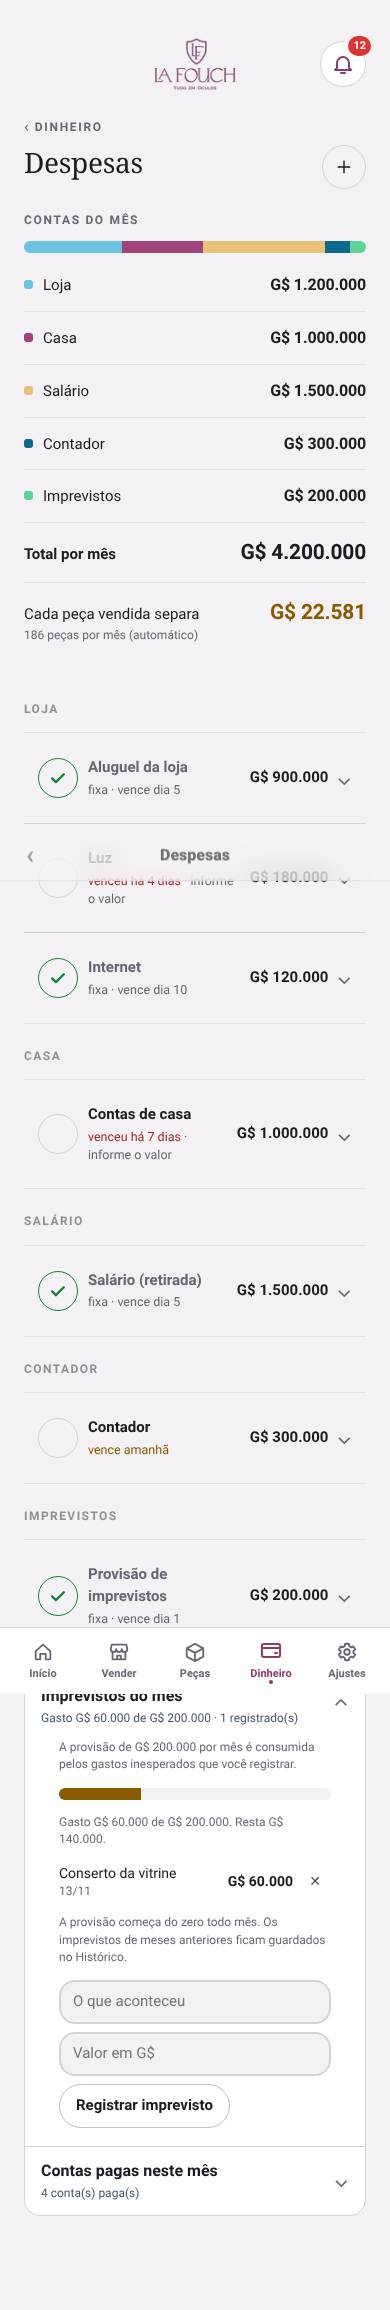 LF
LA FOUCH
TUDO EM ÓCULOS
12
‹ DINHEIRO
Despesas
CONTAS DO MÊS
Loja G$ 1.200.000
Casa G$ 1.000.000
Salário G$ 1.500.000
Contador G$ 300.000
Imprevistos G$ 200.000
Total por mês G$ 4.200.000
Cada peça vendida separa G$ 22.581
186 peças por mês (automático)
LOJA
Aluguel da loja G$ 900.000
fixa · vence dia 5
‹ Despesas
Luz G$ 180.000
venceu há 4 dias · informe
o valor
Internet G$ 120.000
fixa · vence dia 10
CASA
Contas de casa G$ 1.000.000
venceu há 7 dias ·
informe o valor
SALÁRIO
Salário (retirada) G$ 1.500.000
fixa · vence dia 5
CONTADOR
Contador G$ 300.000
vence amanhã
IMPREVISTOS
Provisão de
imprevistos G$ 200.000
fixa · vence dia 1
Início Vender Peças Dinheiro Ajustes
Imprevistos do mês
Gasto G$ 60.000 de G$ 200.000 · 1 registrado(s)
A provisão de G$ 200.000 por mês é consumida
pelos gastos inesperados que você registrar.
Gasto G$ 60.000 de G$ 200.000. Resta G$
140.000.
Conserto da vitrine G$ 60.000 ×
13/11
A provisão começa do zero todo mês. Os
imprevistos de meses anteriores ficam guardados
no Histórico.
O que aconteceu
Valor em G$
Registrar imprevisto
Contas pagas neste mês
4 conta(s) paga(s)